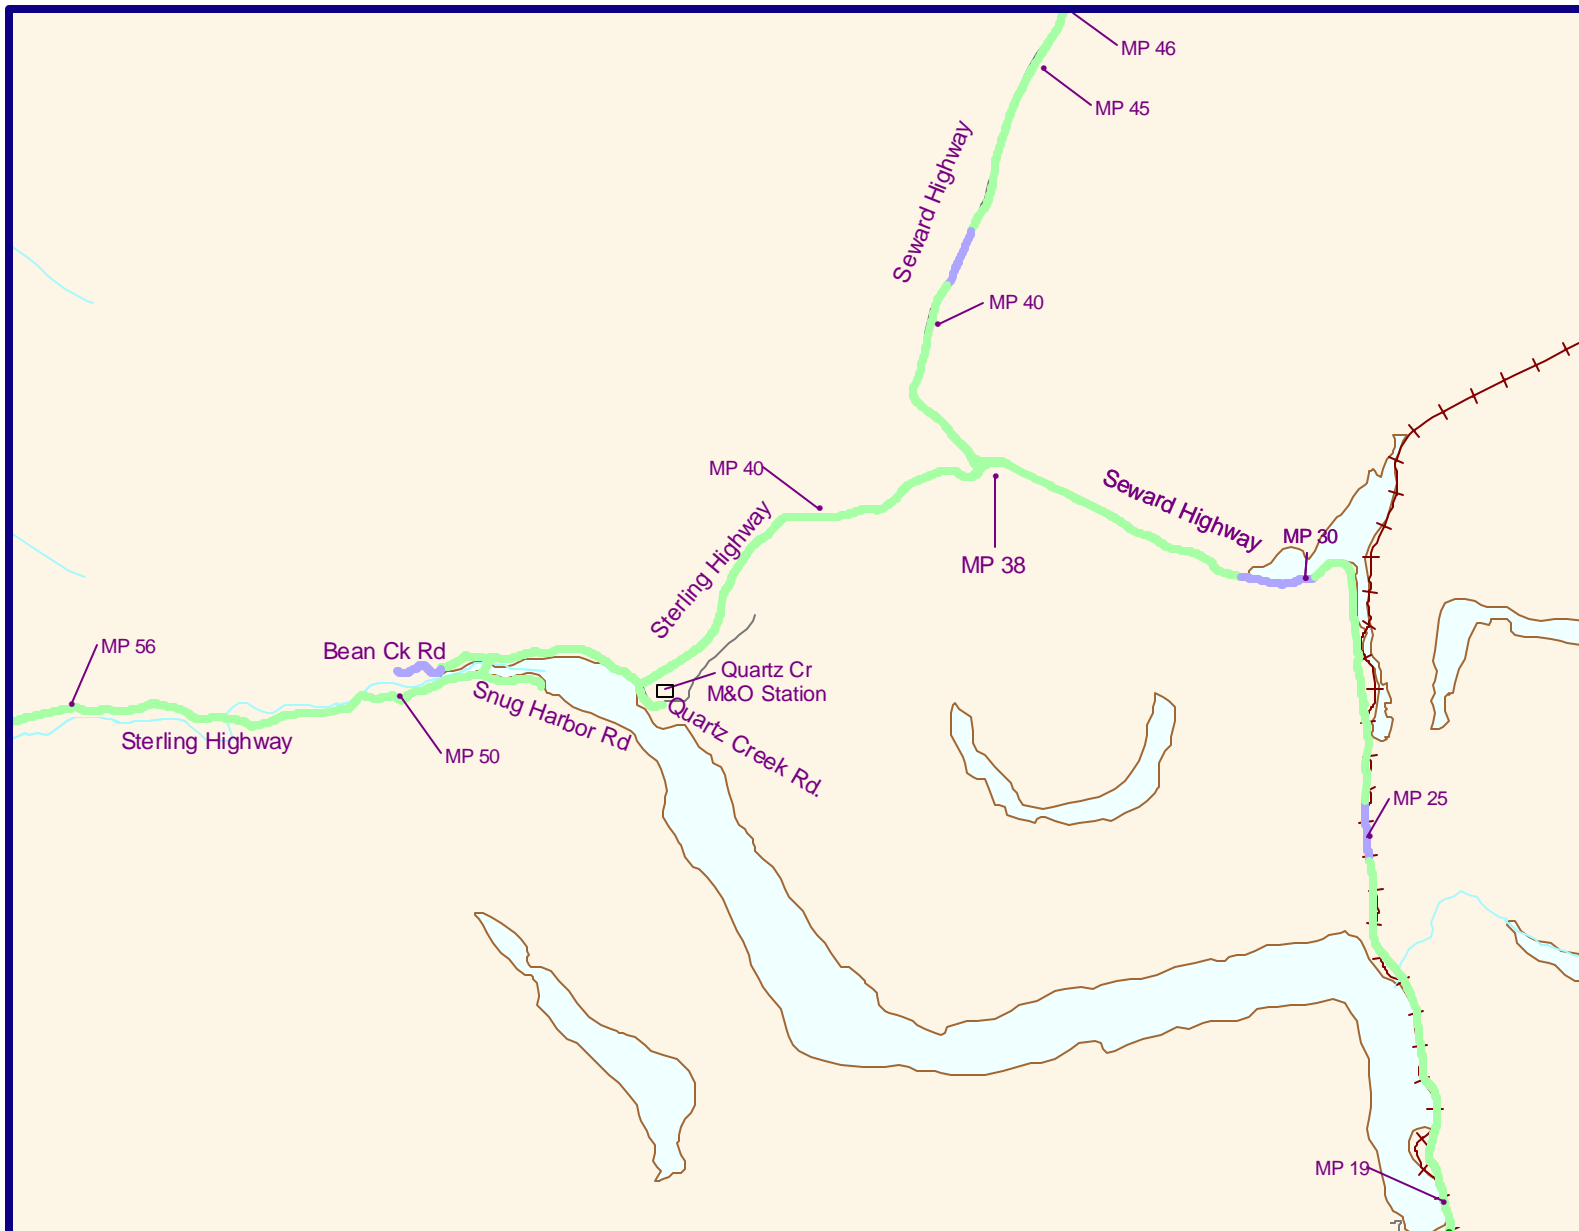 MP 46
MP 45
Seward Highway
MP 40
MP 40
Seward Highway
MP 30
MP 38
Sterling Highway
MP 56
Bean Ck Rd
Quartz Cr
M&O Station
Snug Harbor Rd
Quartz Creek Rd.
Sterling Highway
MP 50
MP 25
MP 19